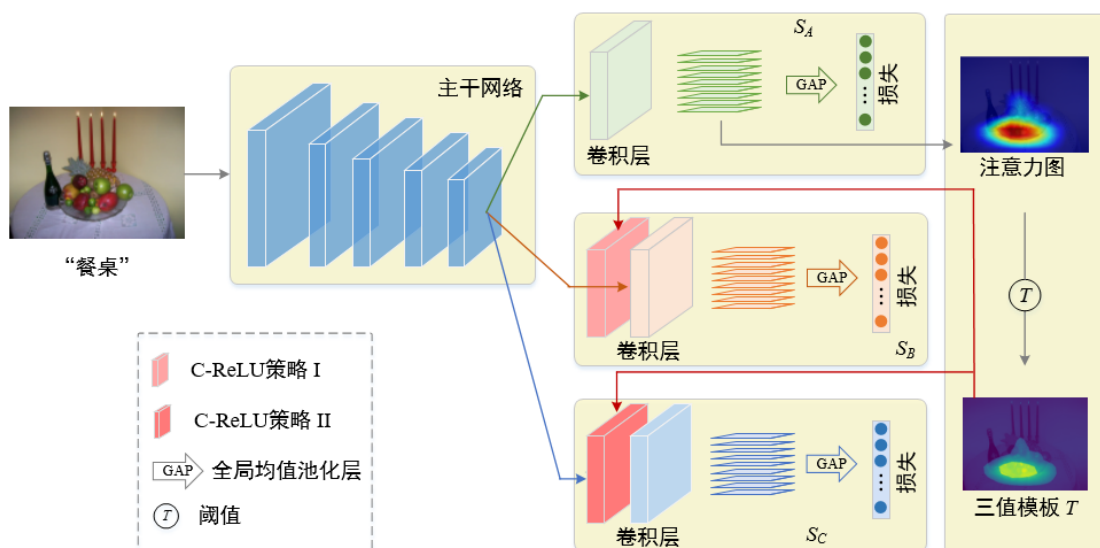 “餐桌”
主干网络
S_A
卷积层
GAP
损失
注意力图
卷积层
GAP
损失
S_B
T
卷积层
GAP
损失
S_C
三值模板 T
C-ReLU策略 I
C-ReLU策略 II
GAP 全局均值池化层
T 阈值